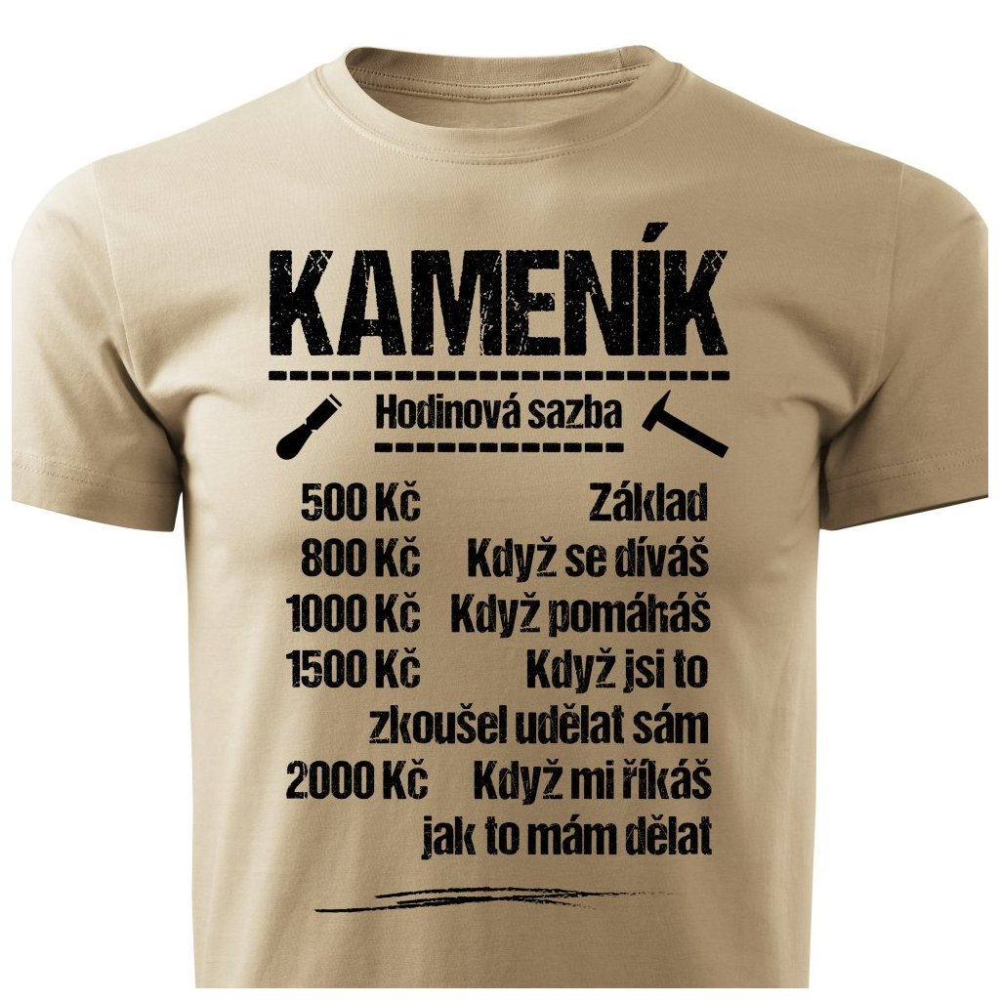 KAMENÍK
Hodinová sazba
500 Kč Základ
800 Kč Když se díváš
1000 Kč Když pomáháš
1500 Kč Když jsi to
zkoušel udělat sám
2000 Kč Když mi říkáš
jak to mám dělat